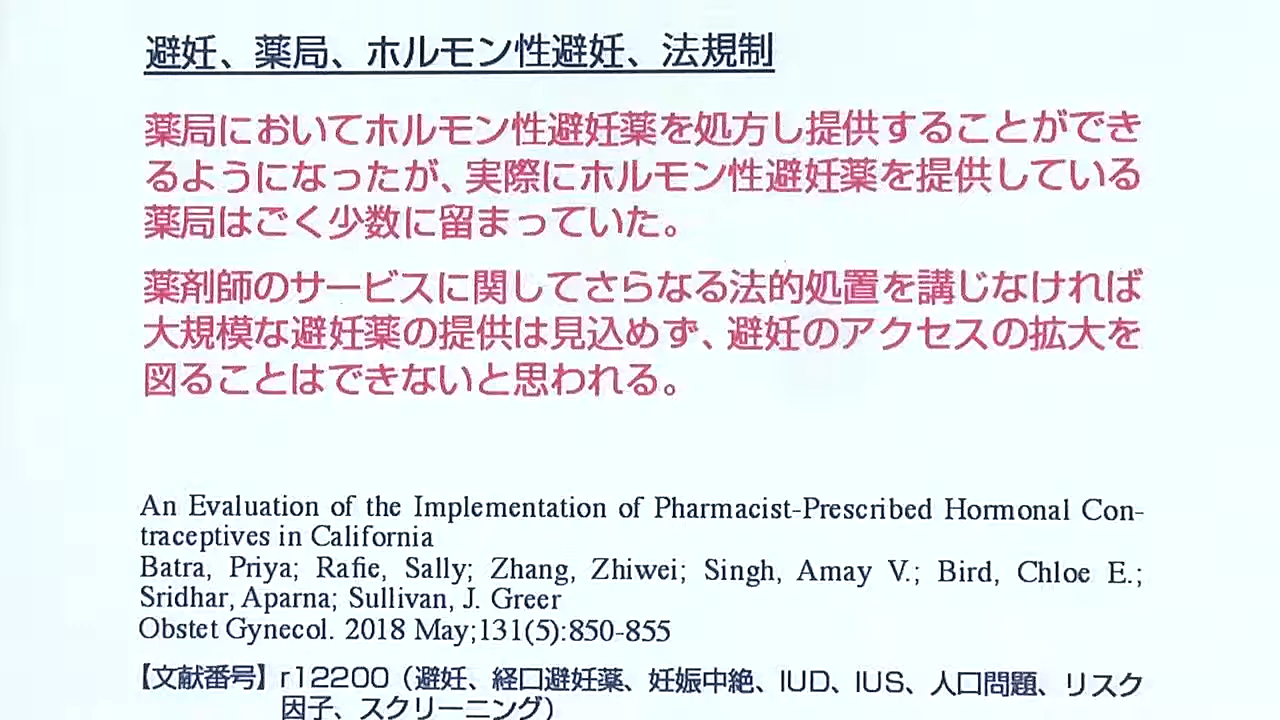 避妊、薬局、ホルモン性避妊、法規制
薬局においてホルモン性避妊薬を処方し提供することができ
るようになったが、実際にホルモン性避妊薬を提供している
薬局はごく少数に留まっていた。
薬剤師のサービスに関してさらなる法的処置を講じなければ
大規模な避妊薬の提供は見込めず、避妊のアクセスの拡大を
図ることはできないと思われる。
An Evaluation of the Implementation of Pharmacist-Prescribed Hormonal Con-
traceptives in California
Batra, Priya; Rafie, Sally; Zhang, Zhiwei; Singh, Amay V.; Bird, Chloe E.;
Sridhar, Aparna; Sullivan, J. Greer
Obstet Gynecol. 2018 May;131(5):850-855
【文献番号】r12200（避妊、経口避妊薬、妊娠中絶、IUD、IUS、人口問題、リスク
因子、スクリーニング）